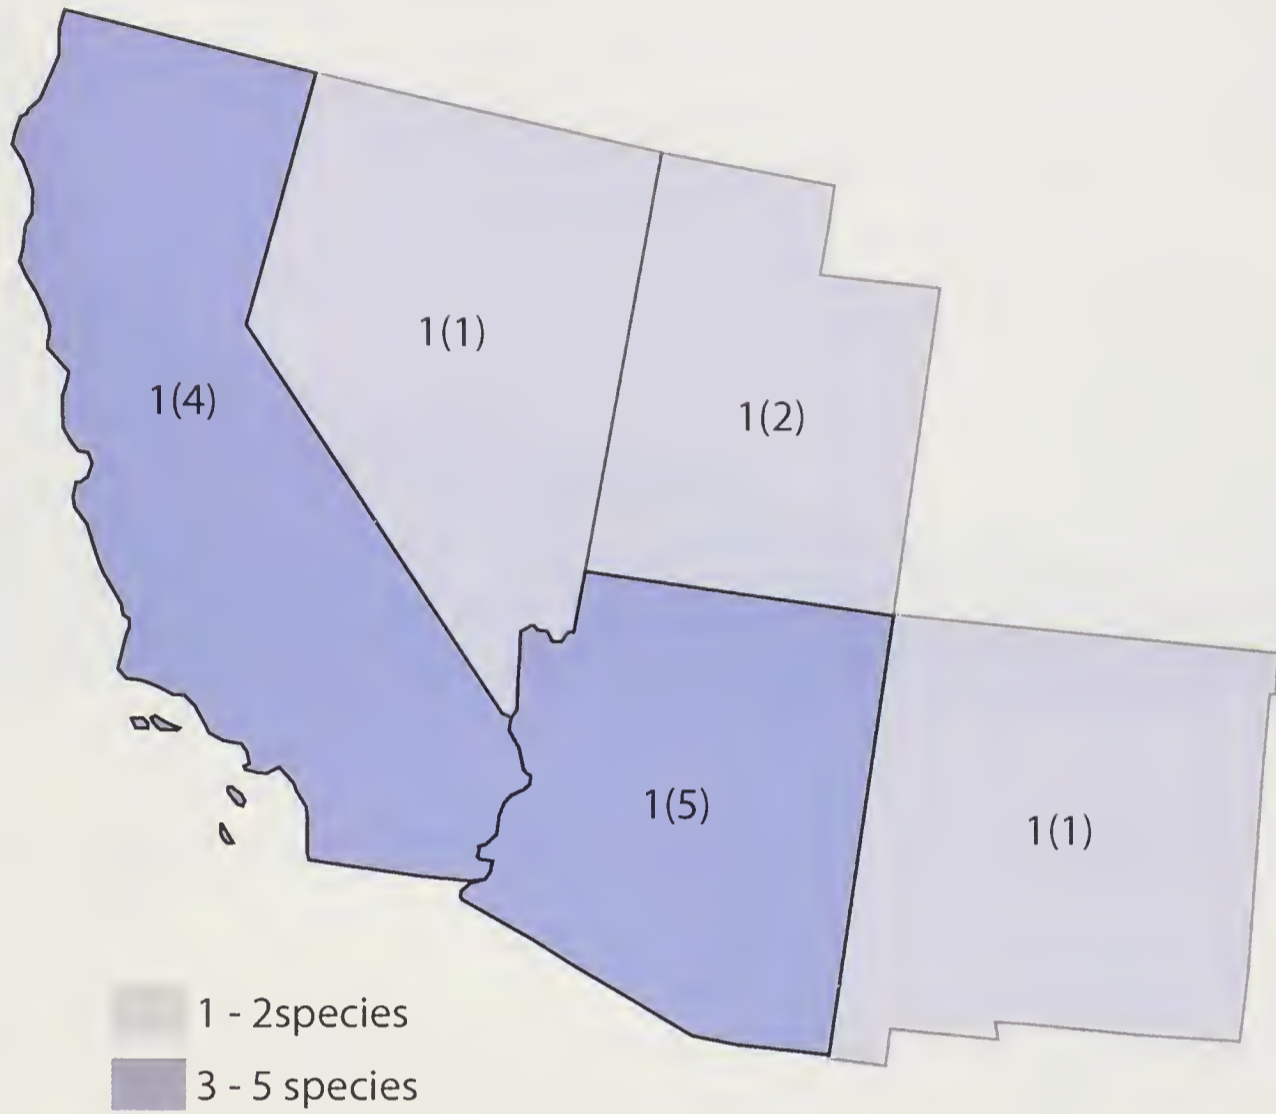 1(1)
1(4)
1(2)
1(5)
1(1)
1 - 2species
3 - 5 species